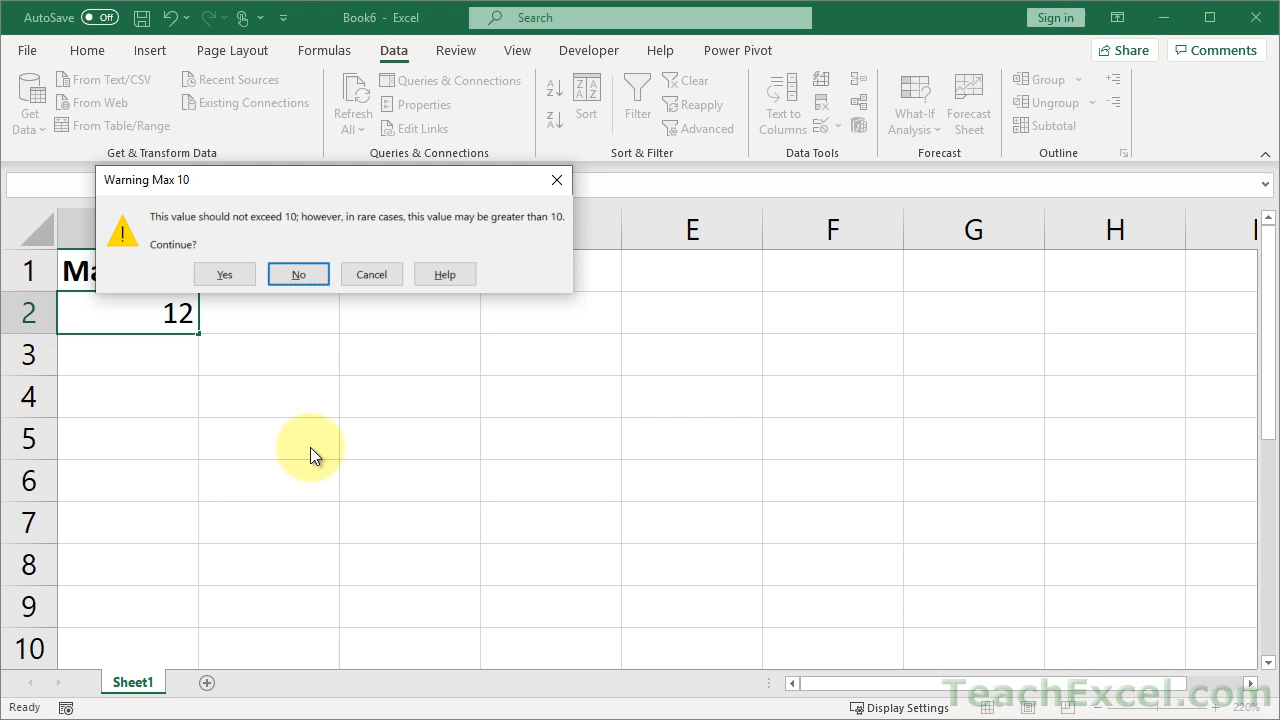 AutoSave Off Book6 - Excel Search Sign in
File Home Insert Page Layout Formulas Data Review View Developer Help Power Pivot Share Comments
Get Data
From Text/CSV
From Web
From Table/Range
Recent Sources
Existing Connections
Get & Transform Data
Refresh All
Queries & Connections
Properties
Edit Links
Queries & Connections
A Z
Z A
Sort
Filter
Clear
Reapply
Advanced
Sort & Filter
Text to Columns
Data Tools
What-If Analysis
Forecast Sheet
Forecast
Group
Ungroup
Subtotal
Outline
Warning Max 10
This value should not exceed 10; however, in rare cases, this value may be greater than 10.
Continue?
Yes No Cancel Help
E F G H
1 Ma
2 12
3
4
5
6
7
8
9
10
Sheet1
TeachExcel.com
Ready Display Settings 220%